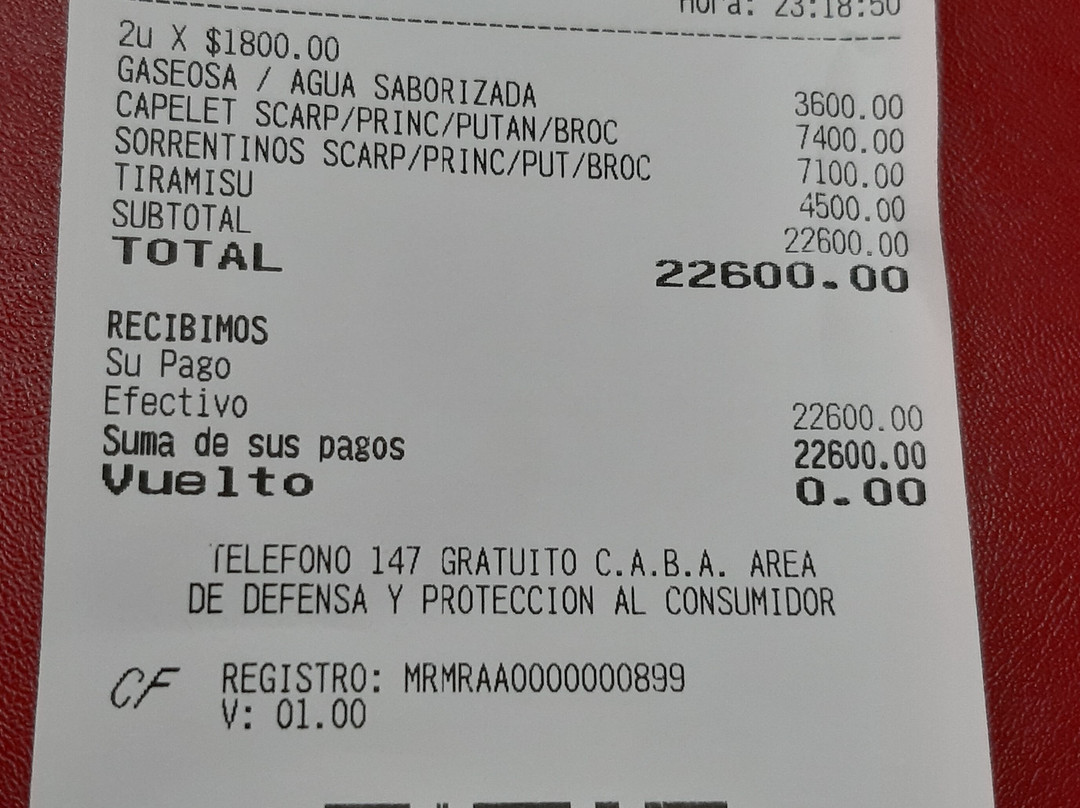 Hora: 23:18:50
2u X $1800.00
GASEOSA / AGUA SABORIZADA 3600.00
CAPELET SCARP/PRINC/PUTAN/BROC 7400.00
SORRENTINOS SCARP/PRINC/PUT/BROC 7100.00
TIRAMISU 4500.00
SUBTOTAL 22600.00
TOTAL 22600.00
RECIBIMOS
Su Pago
Efectivo 22600.00
Suma de sus pagos 22600.00
Vuelto 0.00
TELEFONO 147 GRATUITO C.A.B.A. AREA
DE DEFENSA Y PROTECCION AL CONSUMIDOR
CF REGISTRO: MRMRAA0000000899
V: 01.00